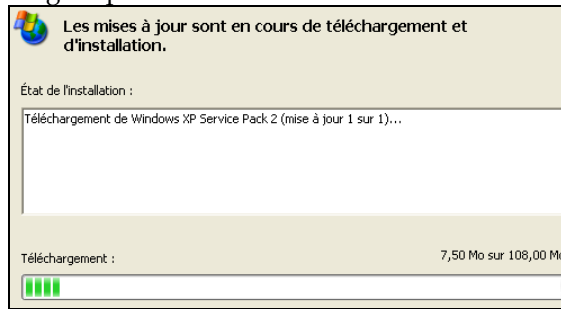 Les mises à jour sont en cours de téléchargement et
d'installation.
État de l'installation :
Téléchargement de Windows XP Service Pack 2 (mise à jour 1 sur 1)...
Téléchargement :
7,50 Mo sur 108,00 Mo